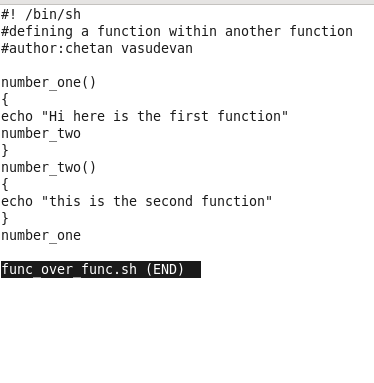 #! /bin/sh
#defining a function within another function
#author:chetan vasudevan
number_one()
{
echo "Hi here is the first function"
number_two
}
number_two()
{
echo "this is the second function"
}
number_one
func_over_func.sh (END)